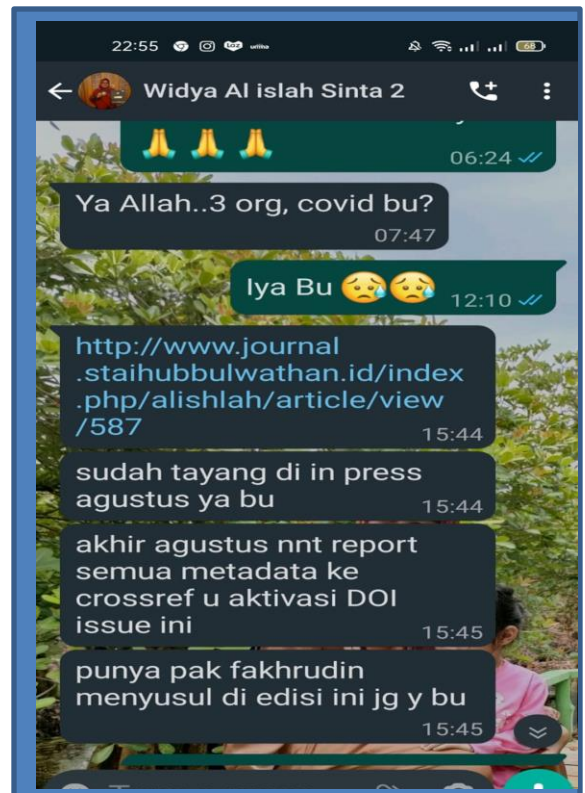 22:55
68
Widya Al islah Sinta 2
06:24
Ya Allah..3 org, covid bu?
07:47
Iya Bu 😥😥
12:10
http://www.journal
.staihubbulwathan.id/index
.php/alishlah/article/view
/587
15:44
sudah tayang di in press
agustus ya bu
15:44
akhir agustus nnt report
semua metadata ke
crossref u aktivasi DOI
issue ini
15:45
punya pak fakhrudin
menyusul di edisi ini jg y bu
15:45